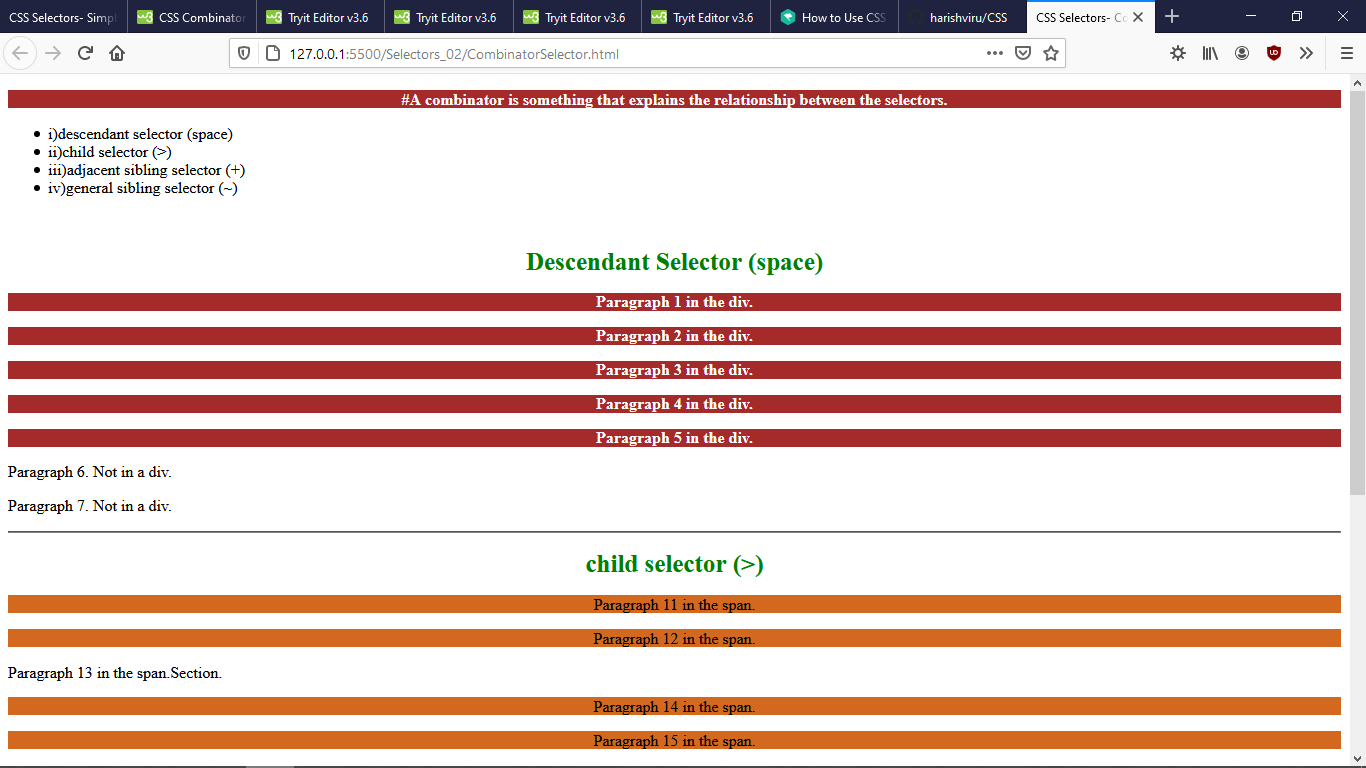 CSS Selectors- Simpl
CSS Combinator
Tryit Editor v3.6
Tryit Editor v3.6
Tryit Editor v3.6
Tryit Editor v3.6
How to Use CSS
harishviru/CSS
CSS Selectors- Co
127.0.0.1:5500/Selectors_02/CombinatorSelector.html
#A combinator is something that explains the relationship between the selectors.
i)descendant selector (space)
ii)child selector (>)
iii)adjacent sibling selector (+)
iv)general sibling selector (~)
Descendant Selector (space)
Paragraph 1 in the div.
Paragraph 2 in the div.
Paragraph 3 in the div.
Paragraph 4 in the div.
Paragraph 5 in the div.
Paragraph 6. Not in a div.
Paragraph 7. Not in a div.
child selector (>)
Paragraph 11 in the span.
Paragraph 12 in the span.
Paragraph 13 in the span.Section.
Paragraph 14 in the span.
Paragraph 15 in the span.